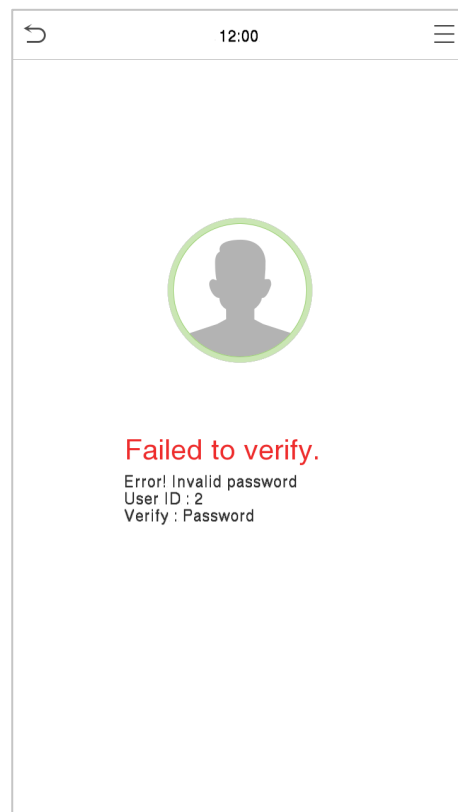 12:00
Failed to verify.
Error! Invalid password
User ID : 2
Verify : Password